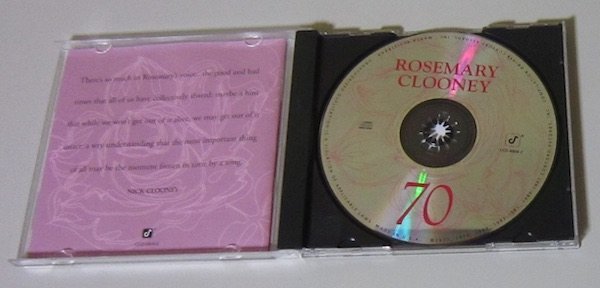 There's so much in Rosemary's voice...the good and bad
times that all of us have collectively shared; maybe a hint
that while we won't get out of it alive, we may get out of it
intact; a wry understanding that the most important thing
of all may be the moment frozen in time by a song.
NICK CLOONEY
ROSEMARY
CLOONEY
70